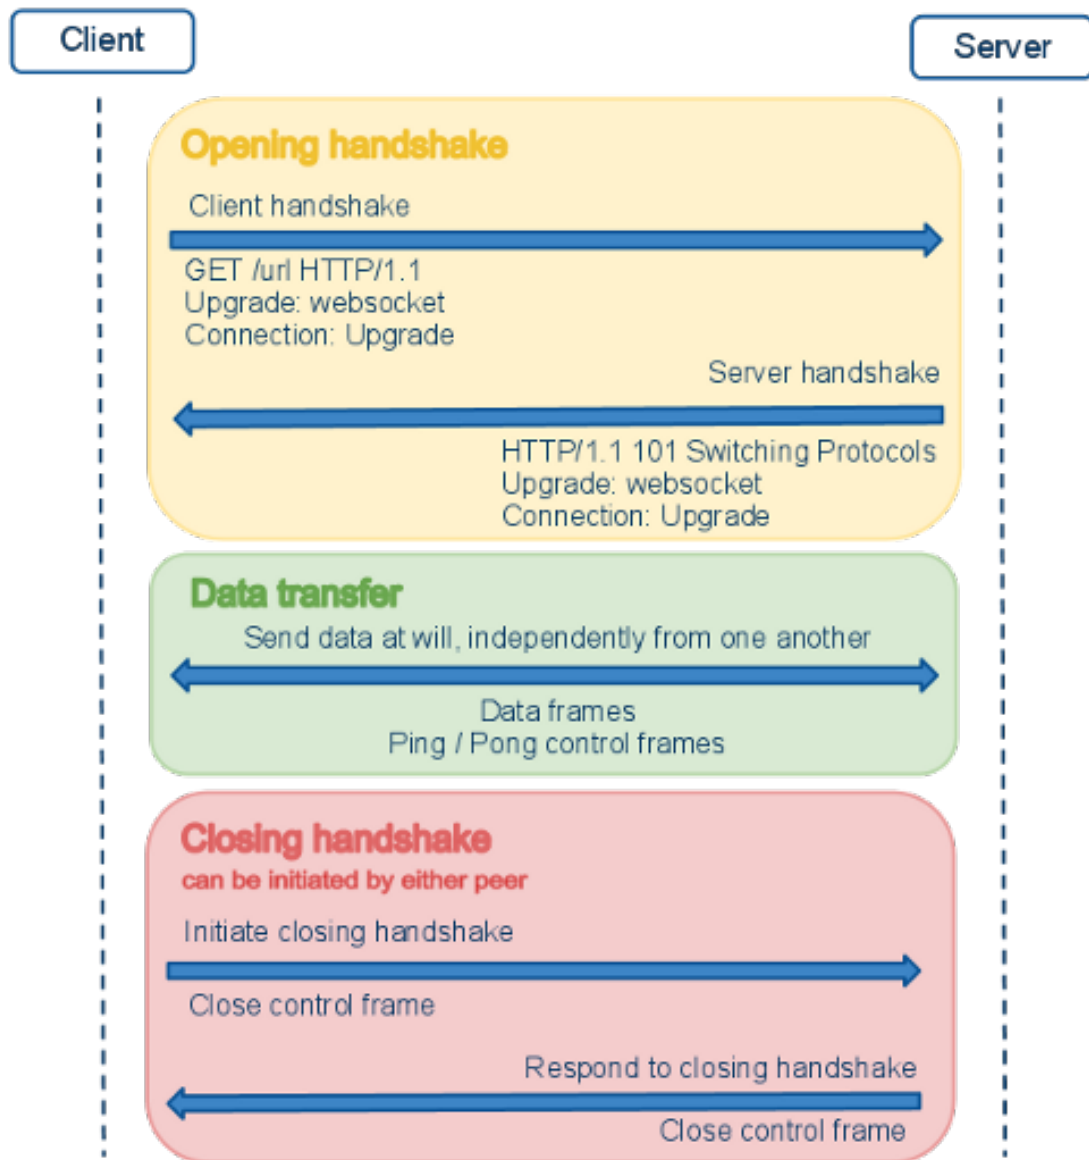 Client
Server
Opening handshake
Client handshake
GET /url HTTP/1.1
Upgrade: websocket
Connection: Upgrade
Server handshake
HTTP/1.1 101 Switching Protocols
Upgrade: websocket
Connection: Upgrade
Data transfer
Send data at will, independently from one another
Data frames
Ping / Pong control frames
Closing handshake
can be initiated by either peer
Initiate closing handshake
Close control frame
Respond to closing handshake
Close control frame